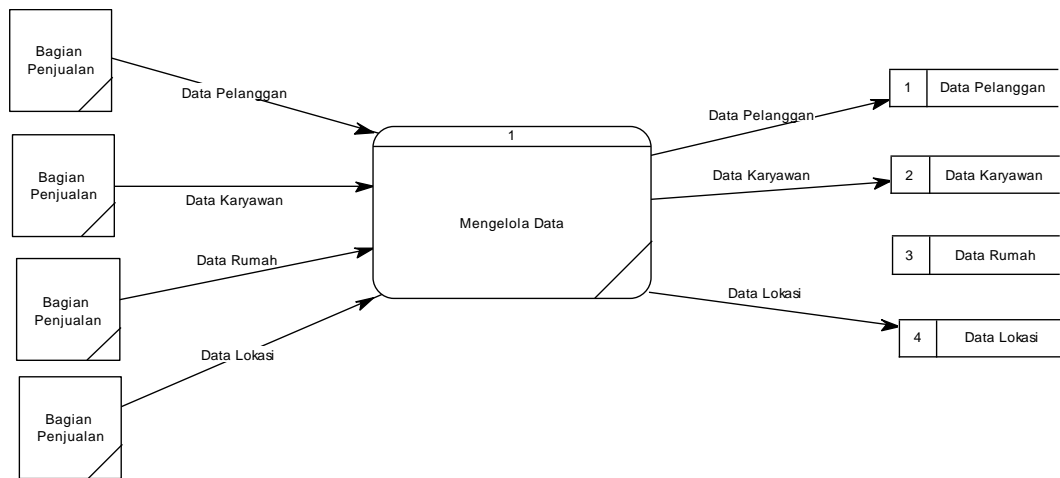 Bagian
Penjualan
Data Pelanggan
Bagian
Penjualan
Data Karyawan
Bagian
Penjualan
Data Rumah
Bagian
Penjualan
Data Lokasi
1
Mengelola Data
Data Pelanggan
Data Karyawan
Data Lokasi
1 Data Pelanggan
2 Data Karyawan
3 Data Rumah
4 Data Lokasi